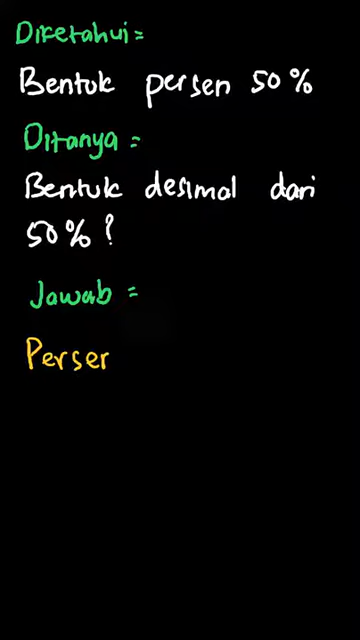 Diketahui =
Bentuk persen 50%
Ditanya =
Bentuk desimal dari
50%?
Jawab =
Perser